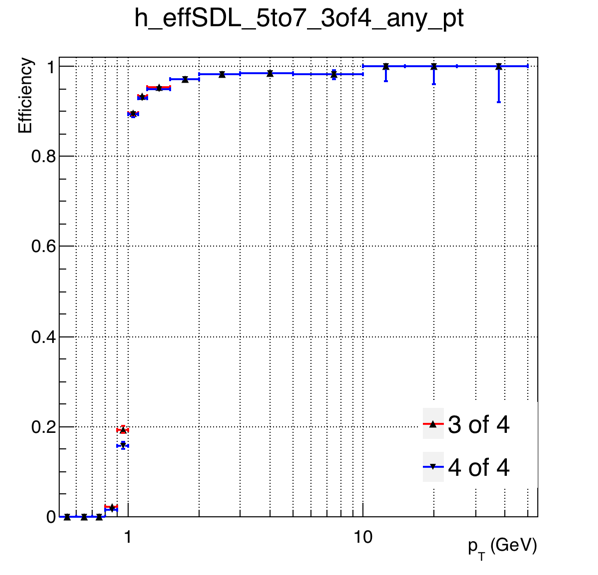 h_effSDL_5to7_3of4_any_pt
Efficiency
1
0.8
0.6
0.4
0.2
0
3 of 4
4 of 4
1
10
p_T (GeV)